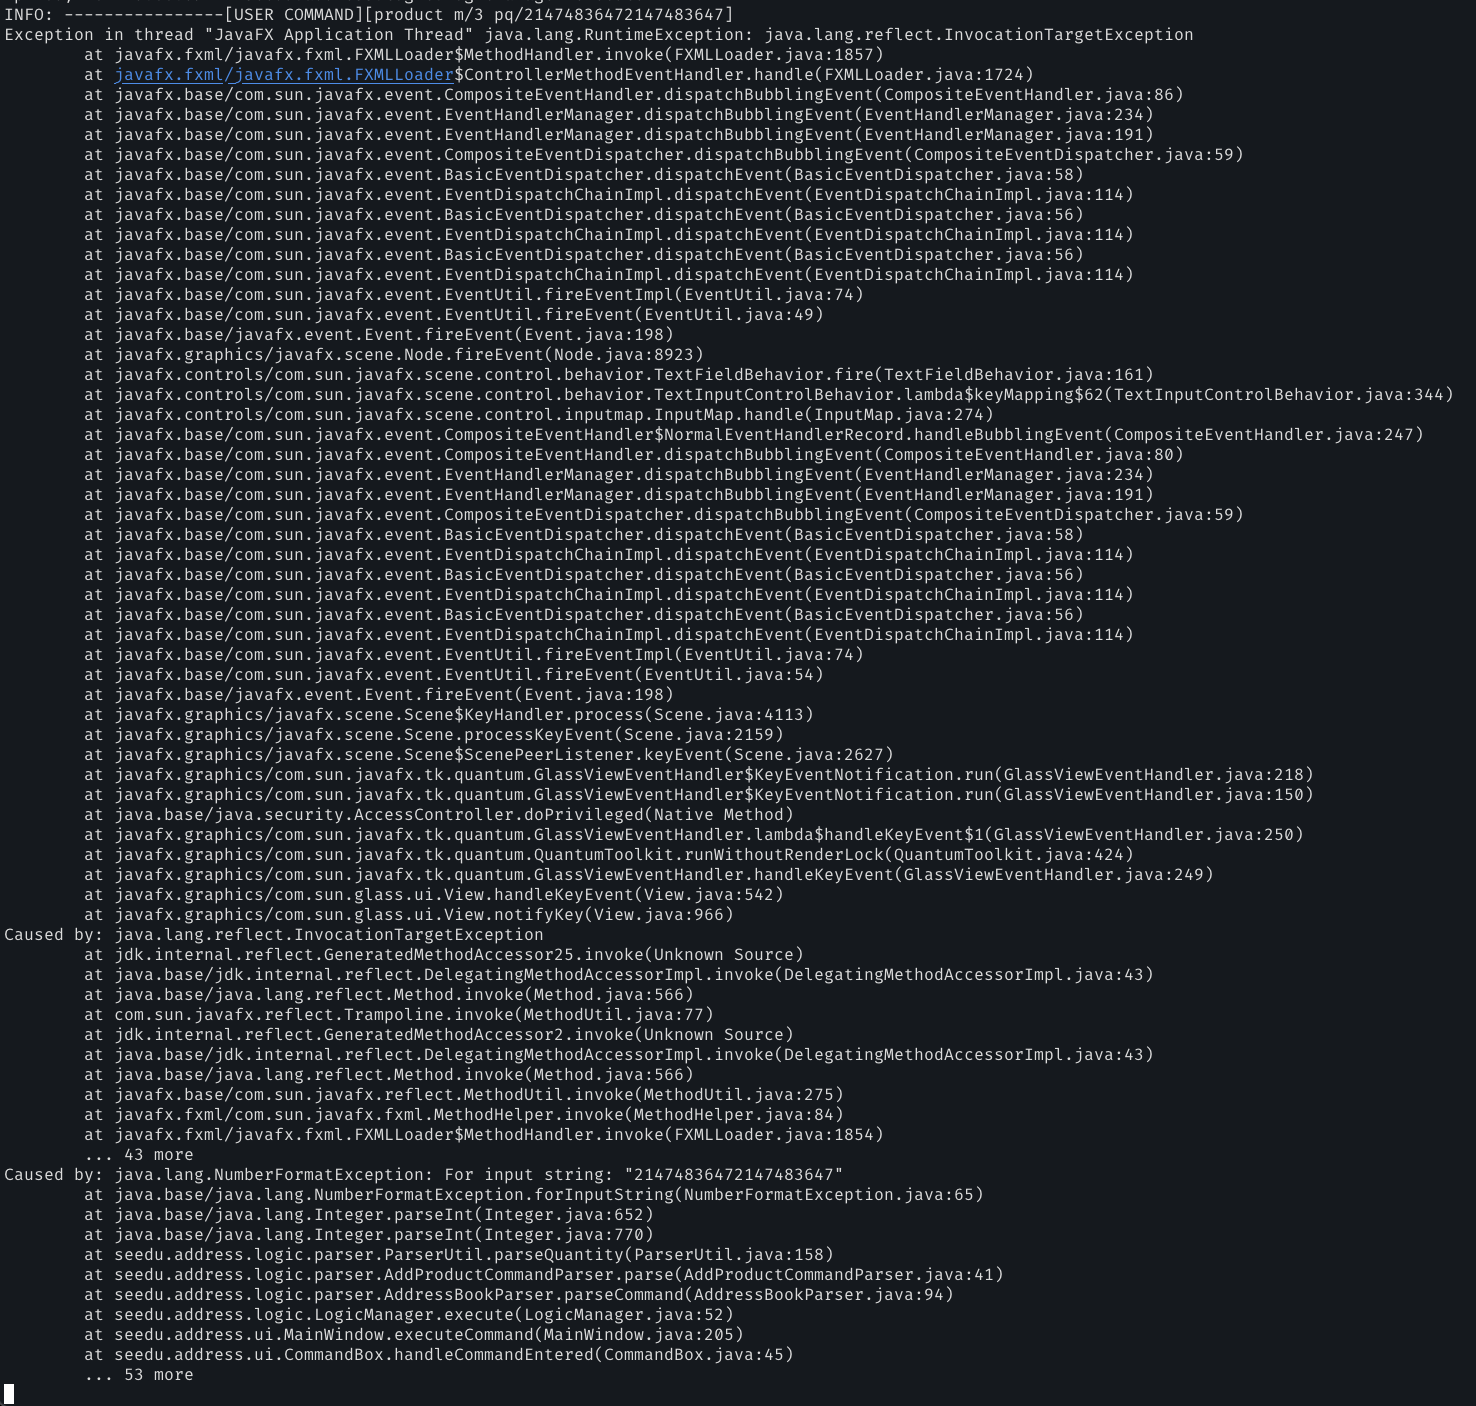 INFO: ----------------[USER COMMAND][product m/3 pq/21474836472147483647]
Exception in thread "JavaFX Application Thread" java.lang.RuntimeException: java.lang.reflect.InvocationTargetException
at javafx.fxml/javafx.fxml.FXMLLoader$MethodHandler.invoke(FXMLLoader.java:1857)
at javafx.fxml/javafx.fxml.FXMLLoader$ControllerMethodEventHandler.handle(FXMLLoader.java:1724)
at javafx.base/com.sun.javafx.event.CompositeEventHandler.dispatchBubblingEvent(CompositeEventHandler.java:86)
at javafx.base/com.sun.javafx.event.EventHandlerManager.dispatchBubblingEvent(EventHandlerManager.java:234)
at javafx.base/com.sun.javafx.event.EventHandlerManager.dispatchBubblingEvent(EventHandlerManager.java:191)
at javafx.base/com.sun.javafx.event.CompositeEventDispatcher.dispatchBubblingEvent(CompositeEventDispatcher.java:59)
at javafx.base/com.sun.javafx.event.BasicEventDispatcher.dispatchEvent(BasicEventDispatcher.java:58)
at javafx.base/com.sun.javafx.event.EventDispatchChainImpl.dispatchEvent(EventDispatchChainImpl.java:114)
at javafx.base/com.sun.javafx.event.BasicEventDispatcher.dispatchEvent(BasicEventDispatcher.java:56)
at javafx.base/com.sun.javafx.event.EventDispatchChainImpl.dispatchEvent(EventDispatchChainImpl.java:114)
at javafx.base/com.sun.javafx.event.BasicEventDispatcher.dispatchEvent(BasicEventDispatcher.java:56)
at javafx.base/com.sun.javafx.event.EventDispatchChainImpl.dispatchEvent(EventDispatchChainImpl.java:114)
at javafx.base/com.sun.javafx.event.EventUtil.fireEventImpl(EventUtil.java:74)
at javafx.base/com.sun.javafx.event.EventUtil.fireEvent(EventUtil.java:49)
at javafx.base/javafx.event.Event.fireEvent(Event.java:198)
at javafx.graphics/javafx.scene.Node.fireEvent(Node.java:8923)
at javafx.controls/com.sun.javafx.scene.control.behavior.TextFieldBehavior.fire(TextFieldBehavior.java:161)
at javafx.controls/com.sun.javafx.scene.control.behavior.TextInputControlBehavior.lambda$keyMapping$62(TextInputControlBehavior.java:344)
at javafx.controls/com.sun.javafx.scene.control.inputmap.InputMap.handle(InputMap.java:274)
at javafx.base/com.sun.javafx.event.CompositeEventHandler$NormalEventHandlerRecord.handleBubblingEvent(CompositeEventHandler.java:247)
at javafx.base/com.sun.javafx.event.CompositeEventHandler.dispatchBubblingEvent(CompositeEventHandler.java:80)
at javafx.base/com.sun.javafx.event.EventHandlerManager.dispatchBubblingEvent(EventHandlerManager.java:234)
at javafx.base/com.sun.javafx.event.EventHandlerManager.dispatchBubblingEvent(EventHandlerManager.java:191)
at javafx.base/com.sun.javafx.event.CompositeEventDispatcher.dispatchBubblingEvent(CompositeEventDispatcher.java:59)
at javafx.base/com.sun.javafx.event.BasicEventDispatcher.dispatchEvent(BasicEventDispatcher.java:58)
at javafx.base/com.sun.javafx.event.EventDispatchChainImpl.dispatchEvent(EventDispatchChainImpl.java:114)
at javafx.base/com.sun.javafx.event.BasicEventDispatcher.dispatchEvent(BasicEventDispatcher.java:56)
at javafx.base/com.sun.javafx.event.EventDispatchChainImpl.dispatchEvent(EventDispatchChainImpl.java:114)
at javafx.base/com.sun.javafx.event.BasicEventDispatcher.dispatchEvent(BasicEventDispatcher.java:56)
at javafx.base/com.sun.javafx.event.EventDispatchChainImpl.dispatchEvent(EventDispatchChainImpl.java:114)
at javafx.base/com.sun.javafx.event.EventUtil.fireEventImpl(EventUtil.java:74)
at javafx.base/com.sun.javafx.event.EventUtil.fireEvent(EventUtil.java:54)
at javafx.base/javafx.event.Event.fireEvent(Event.java:198)
at javafx.graphics/javafx.scene.Scene$KeyHandler.process(Scene.java:4113)
at javafx.graphics/javafx.scene.Scene.processKeyEvent(Scene.java:2159)
at javafx.graphics/javafx.scene.Scene$ScenePeerListener.keyEvent(Scene.java:2627)
at javafx.graphics/com.sun.javafx.tk.quantum.GlassViewEventHandler$KeyEventNotification.run(GlassViewEventHandler.java:218)
at javafx.graphics/com.sun.javafx.tk.quantum.GlassViewEventHandler$KeyEventNotification.run(GlassViewEventHandler.java:150)
at java.base/java.security.AccessController.doPrivileged(Native Method)
at javafx.graphics/com.sun.javafx.tk.quantum.GlassViewEventHandler.lambda$handleKeyEvent$1(GlassViewEventHandler.java:250)
at javafx.graphics/com.sun.javafx.tk.quantum.QuantumToolkit.runWithoutRenderLock(QuantumToolkit.java:424)
at javafx.graphics/com.sun.javafx.tk.quantum.GlassViewEventHandler.handleKeyEvent(GlassViewEventHandler.java:249)
at javafx.graphics/com.sun.glass.ui.View.handleKeyEvent(View.java:542)
at javafx.graphics/com.sun.glass.ui.View.notifyKey(View.java:966)
Caused by: java.lang.reflect.InvocationTargetException
at jdk.internal.reflect.GeneratedMethodAccessor25.invoke(Unknown Source)
at java.base/jdk.internal.reflect.DelegatingMethodAccessorImpl.invoke(DelegatingMethodAccessorImpl.java:43)
at java.base/java.lang.reflect.Method.invoke(Method.java:566)
at com.sun.javafx.reflect.Trampoline.invoke(MethodUtil.java:77)
at jdk.internal.reflect.GeneratedMethodAccessor2.invoke(Unknown Source)
at java.base/jdk.internal.reflect.DelegatingMethodAccessorImpl.invoke(DelegatingMethodAccessorImpl.java:43)
at java.base/java.lang.reflect.Method.invoke(Method.java:566)
at javafx.base/com.sun.javafx.reflect.MethodUtil.invoke(MethodUtil.java:275)
at javafx.fxml/com.sun.javafx.fxml.MethodHelper.invoke(MethodHelper.java:84)
at javafx.fxml/javafx.fxml.FXMLLoader$MethodHandler.invoke(FXMLLoader.java:1854)
... 43 more
Caused by: java.lang.NumberFormatException: For input string: "21474836472147483647"
at java.base/java.lang.NumberFormatException.forInputString(NumberFormatException.java:65)
at java.base/java.lang.Integer.parseInt(Integer.java:652)
at java.base/java.lang.Integer.parseInt(Integer.java:770)
at seedu.address.logic.parser.ParserUtil.parseQuantity(ParserUtil.java:158)
at seedu.address.logic.parser.AddProductCommandParser.parse(AddProductCommandParser.java:41)
at seedu.address.logic.parser.AddressBookParser.parseCommand(AddressBookParser.java:94)
at seedu.address.logic.LogicManager.execute(LogicManager.java:52)
at seedu.address.ui.MainWindow.executeCommand(MainWindow.java:205)
at seedu.address.ui.CommandBox.handleCommandEntered(CommandBox.java:45)
... 53 more